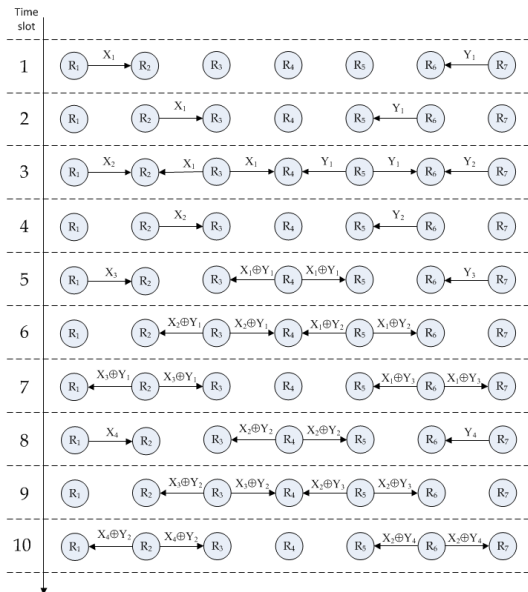 Time
slot
X₁ Y₁
1 R₁ R₂ R₃ R₄ R₅ R₆ R₇
X₁ Y₁
2 R₁ R₂ R₃ R₄ R₅ R₆ R₇
X₂ X₁ X₁ Y₁ Y₁ Y₂
3 R₁ R₂ R₃ R₄ R₅ R₆ R₇
X₂ Y₂
4 R₁ R₂ R₃ R₄ R₅ R₆ R₇
X₃ X₁⊕Y₁ X₁⊕Y₁ Y₃
5 R₁ R₂ R₃ R₄ R₅ R₆ R₇
X₂⊕Y₁ X₂⊕Y₁ X₁⊕Y₂ X₁⊕Y₂
6 R₁ R₂ R₃ R₄ R₅ R₆ R₇
X₃⊕Y₁ X₃⊕Y₁ X₁⊕Y₃ X₁⊕Y₃
7 R₁ R₂ R₃ R₄ R₅ R₆ R₇
X₄ X₂⊕Y₂ X₂⊕Y₂ Y₄
8 R₁ R₂ R₃ R₄ R₅ R₆ R₇
X₃⊕Y₂ X₃⊕Y₂ X₂⊕Y₃ X₂⊕Y₃
9 R₁ R₂ R₃ R₄ R₅ R₆ R₇
X₄⊕Y₂ X₄⊕Y₂ X₂⊕Y₄ X₂⊕Y₄
10 R₁ R₂ R₃ R₄ R₅ R₆ R₇